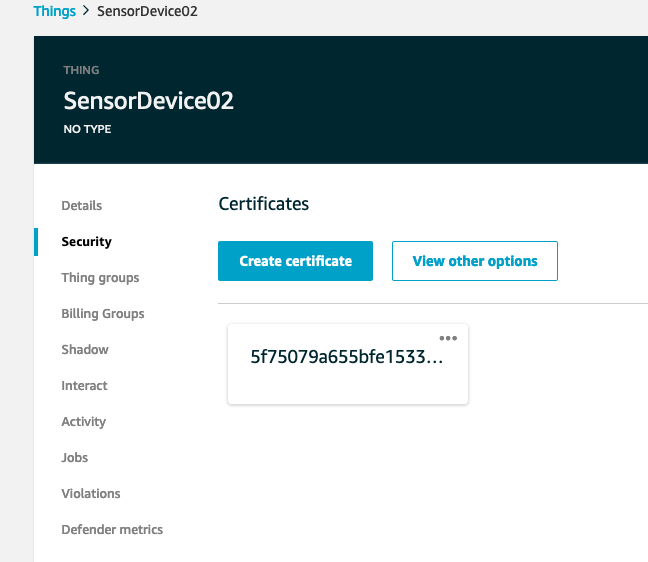 Things > SensorDevice02
THING
SensorDevice02
NO TYPE
Details
Security
Thing groups
Billing Groups
Shadow
Interact
Activity
Jobs
Violations
Defender metrics
Certificates
Create certificate
View other options
5f75079a655bfe1533...